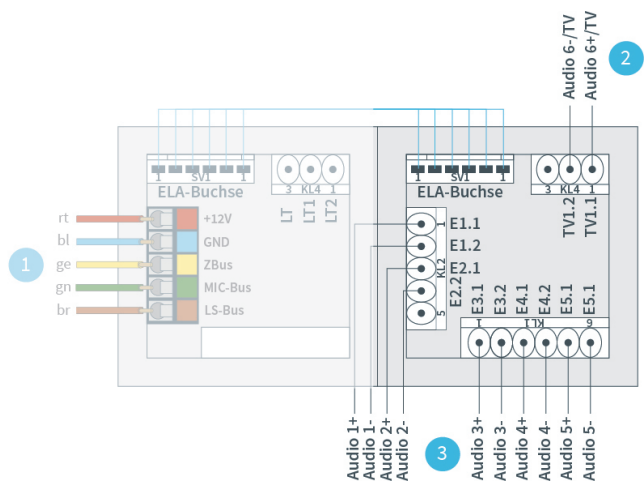 Audio 6-/TV
Audio 6+/TV
2
1 SV1 1
ELA-Buchse
3 KL4 1
LT
LT1
LT2
rt
bl
ge
gn
br
1
+12V
GND
ZBus
MIC-Bus
LS-Bus
1 SV1 1
ELA-Buchse
3 KL4 1
TV1.2
TV1.1
1 KL2 5
E1.1
E1.2
E2.1
E2.2
E3.1
E3.2
E4.1
E4.2
E5.1
E5.1
1 KL1 6
Audio 1+
Audio 1-
Audio 2+
Audio 2-
3
Audio 3+
Audio 3-
Audio 4+
Audio 4-
Audio 5+
Audio 5-